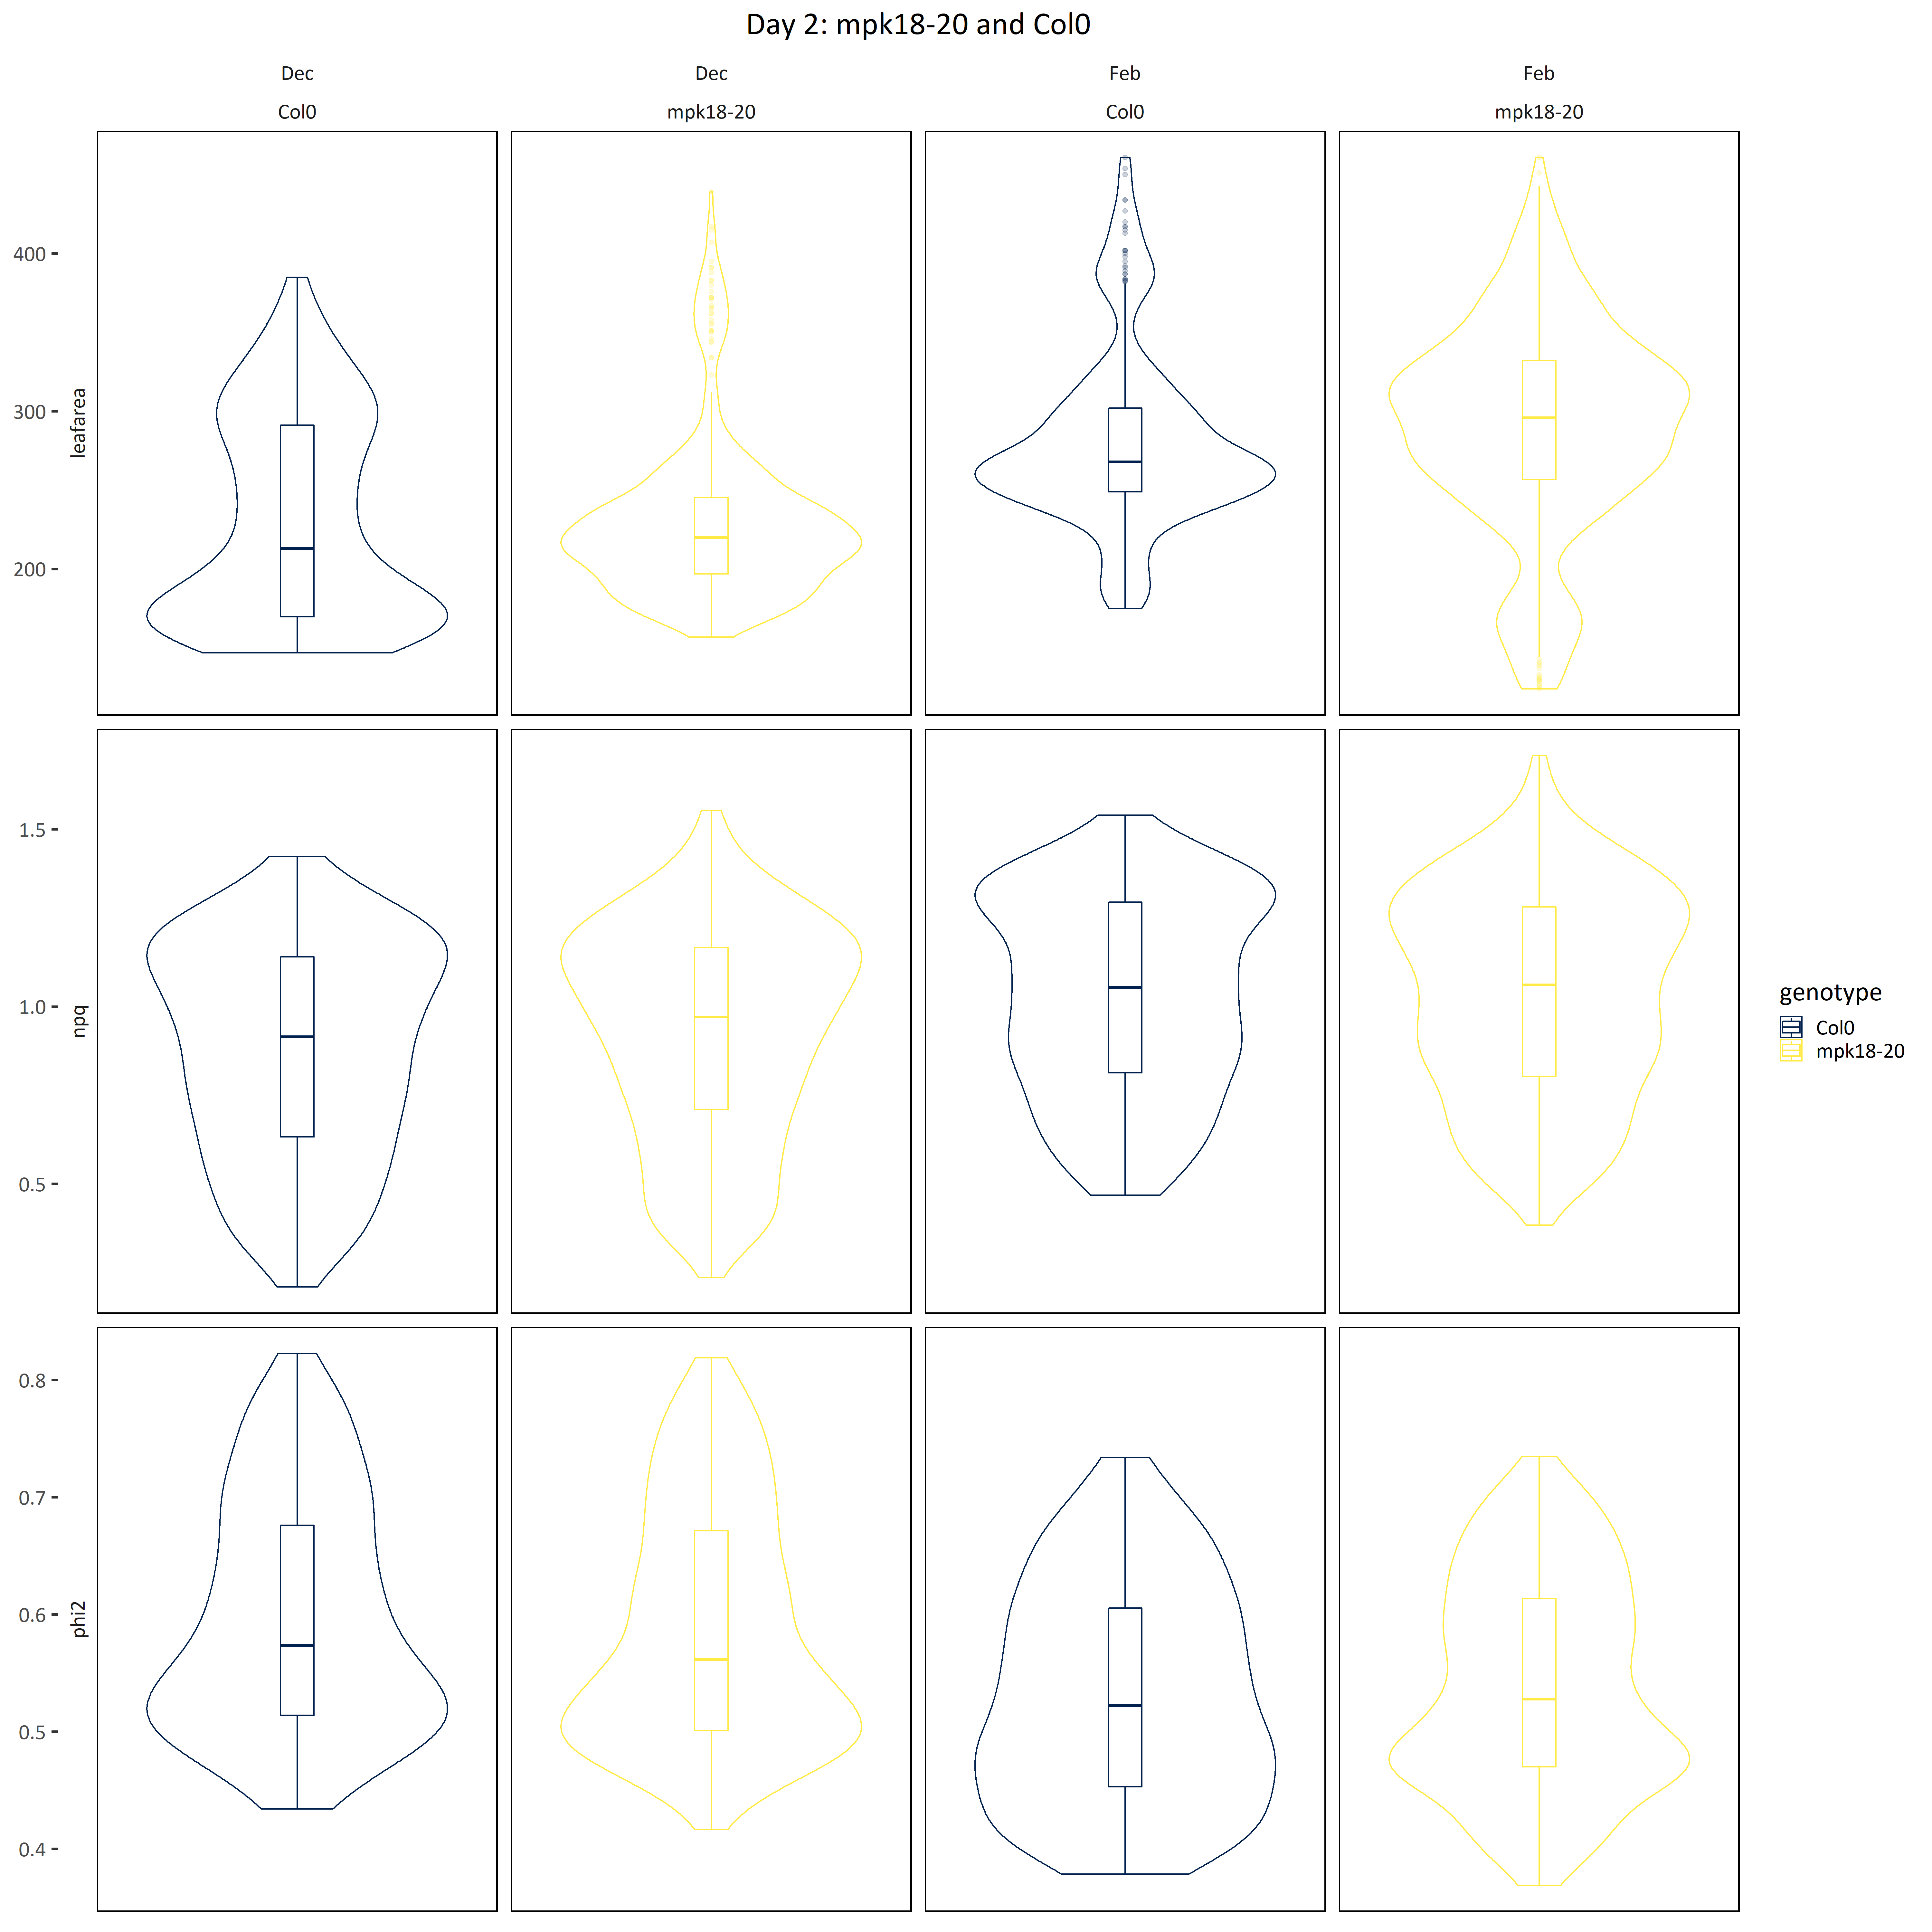 Day 2: mpk18-20 and Col0
Dec Dec Feb Feb
Col0 mpk18-20 Col0 mpk18-20
400
300
200
leafarea
1.5
1.0
0.5
npq
genotype
Col0
mpk18-20
0.8
0.7
0.6
0.5
0.4
phi2